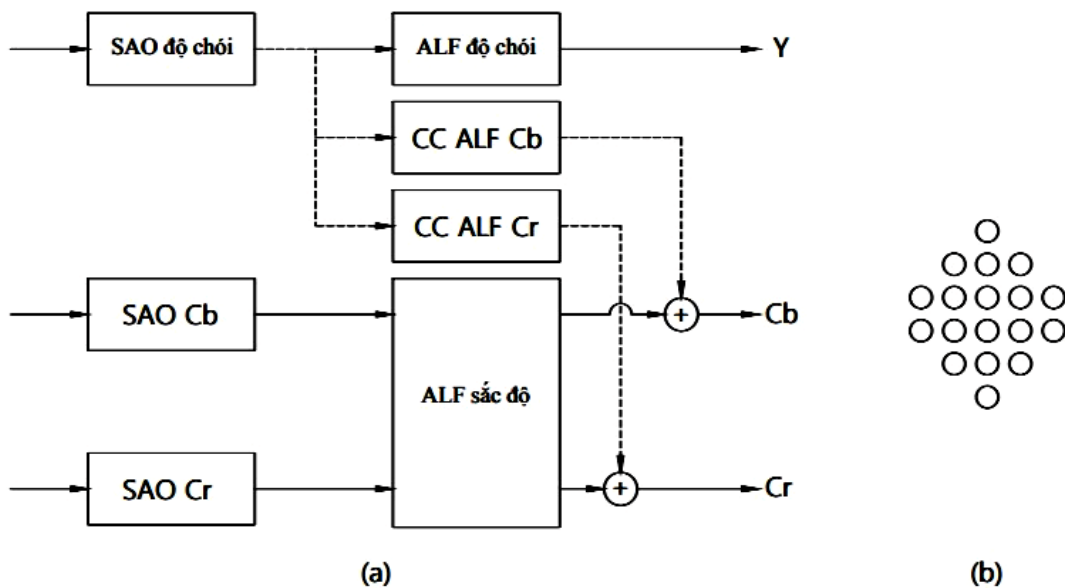 SAO độ chói
ALF độ chói
Y
CC ALF Cb
CC ALF Cr
SAO Cb
Cb
ALF sắc độ
SAO Cr
Cr
(a)
(b)